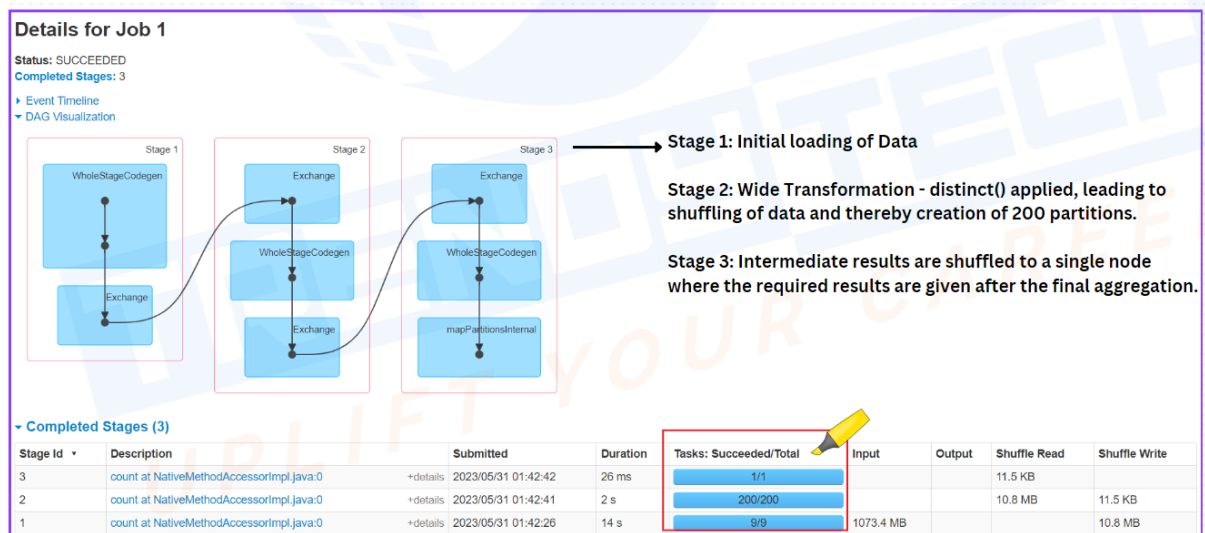 Details for Job 1
Status: SUCCEEDED
Completed Stages: 3
Event Timeline
DAG Visualization
Stage 1
WholeStageCodegen
Exchange
Stage 2
Exchange
WholeStageCodegen
Exchange
Stage 3
Exchange
WholeStageCodegen
mapPartitionsInternal
Stage 1: Initial loading of Data
Stage 2: Wide Transformation - distinct() applied, leading to
shuffling of data and thereby creation of 200 partitions.
Stage 3: Intermediate results are shuffled to a single node
where the required results are given after the final aggregation.
Completed Stages (3)
Stage Id Description Submitted Duration Tasks: Succeeded/Total Input Output Shuffle Read Shuffle Write
3 count at NativeMethodAccessorImpl.java:0 +details 2023/05/31 01:42:42 26 ms 1/1 11.5 KB
2 count at NativeMethodAccessorImpl.java:0 +details 2023/05/31 01:42:41 2 s 200/200 10.8 MB 11.5 KB
1 count at NativeMethodAccessorImpl.java:0 +details 2023/05/31 01:42:26 14 s 9/9 1073.4 MB 10.8 MB
TRENDYTECH
UPLIFT YOUR CAREE